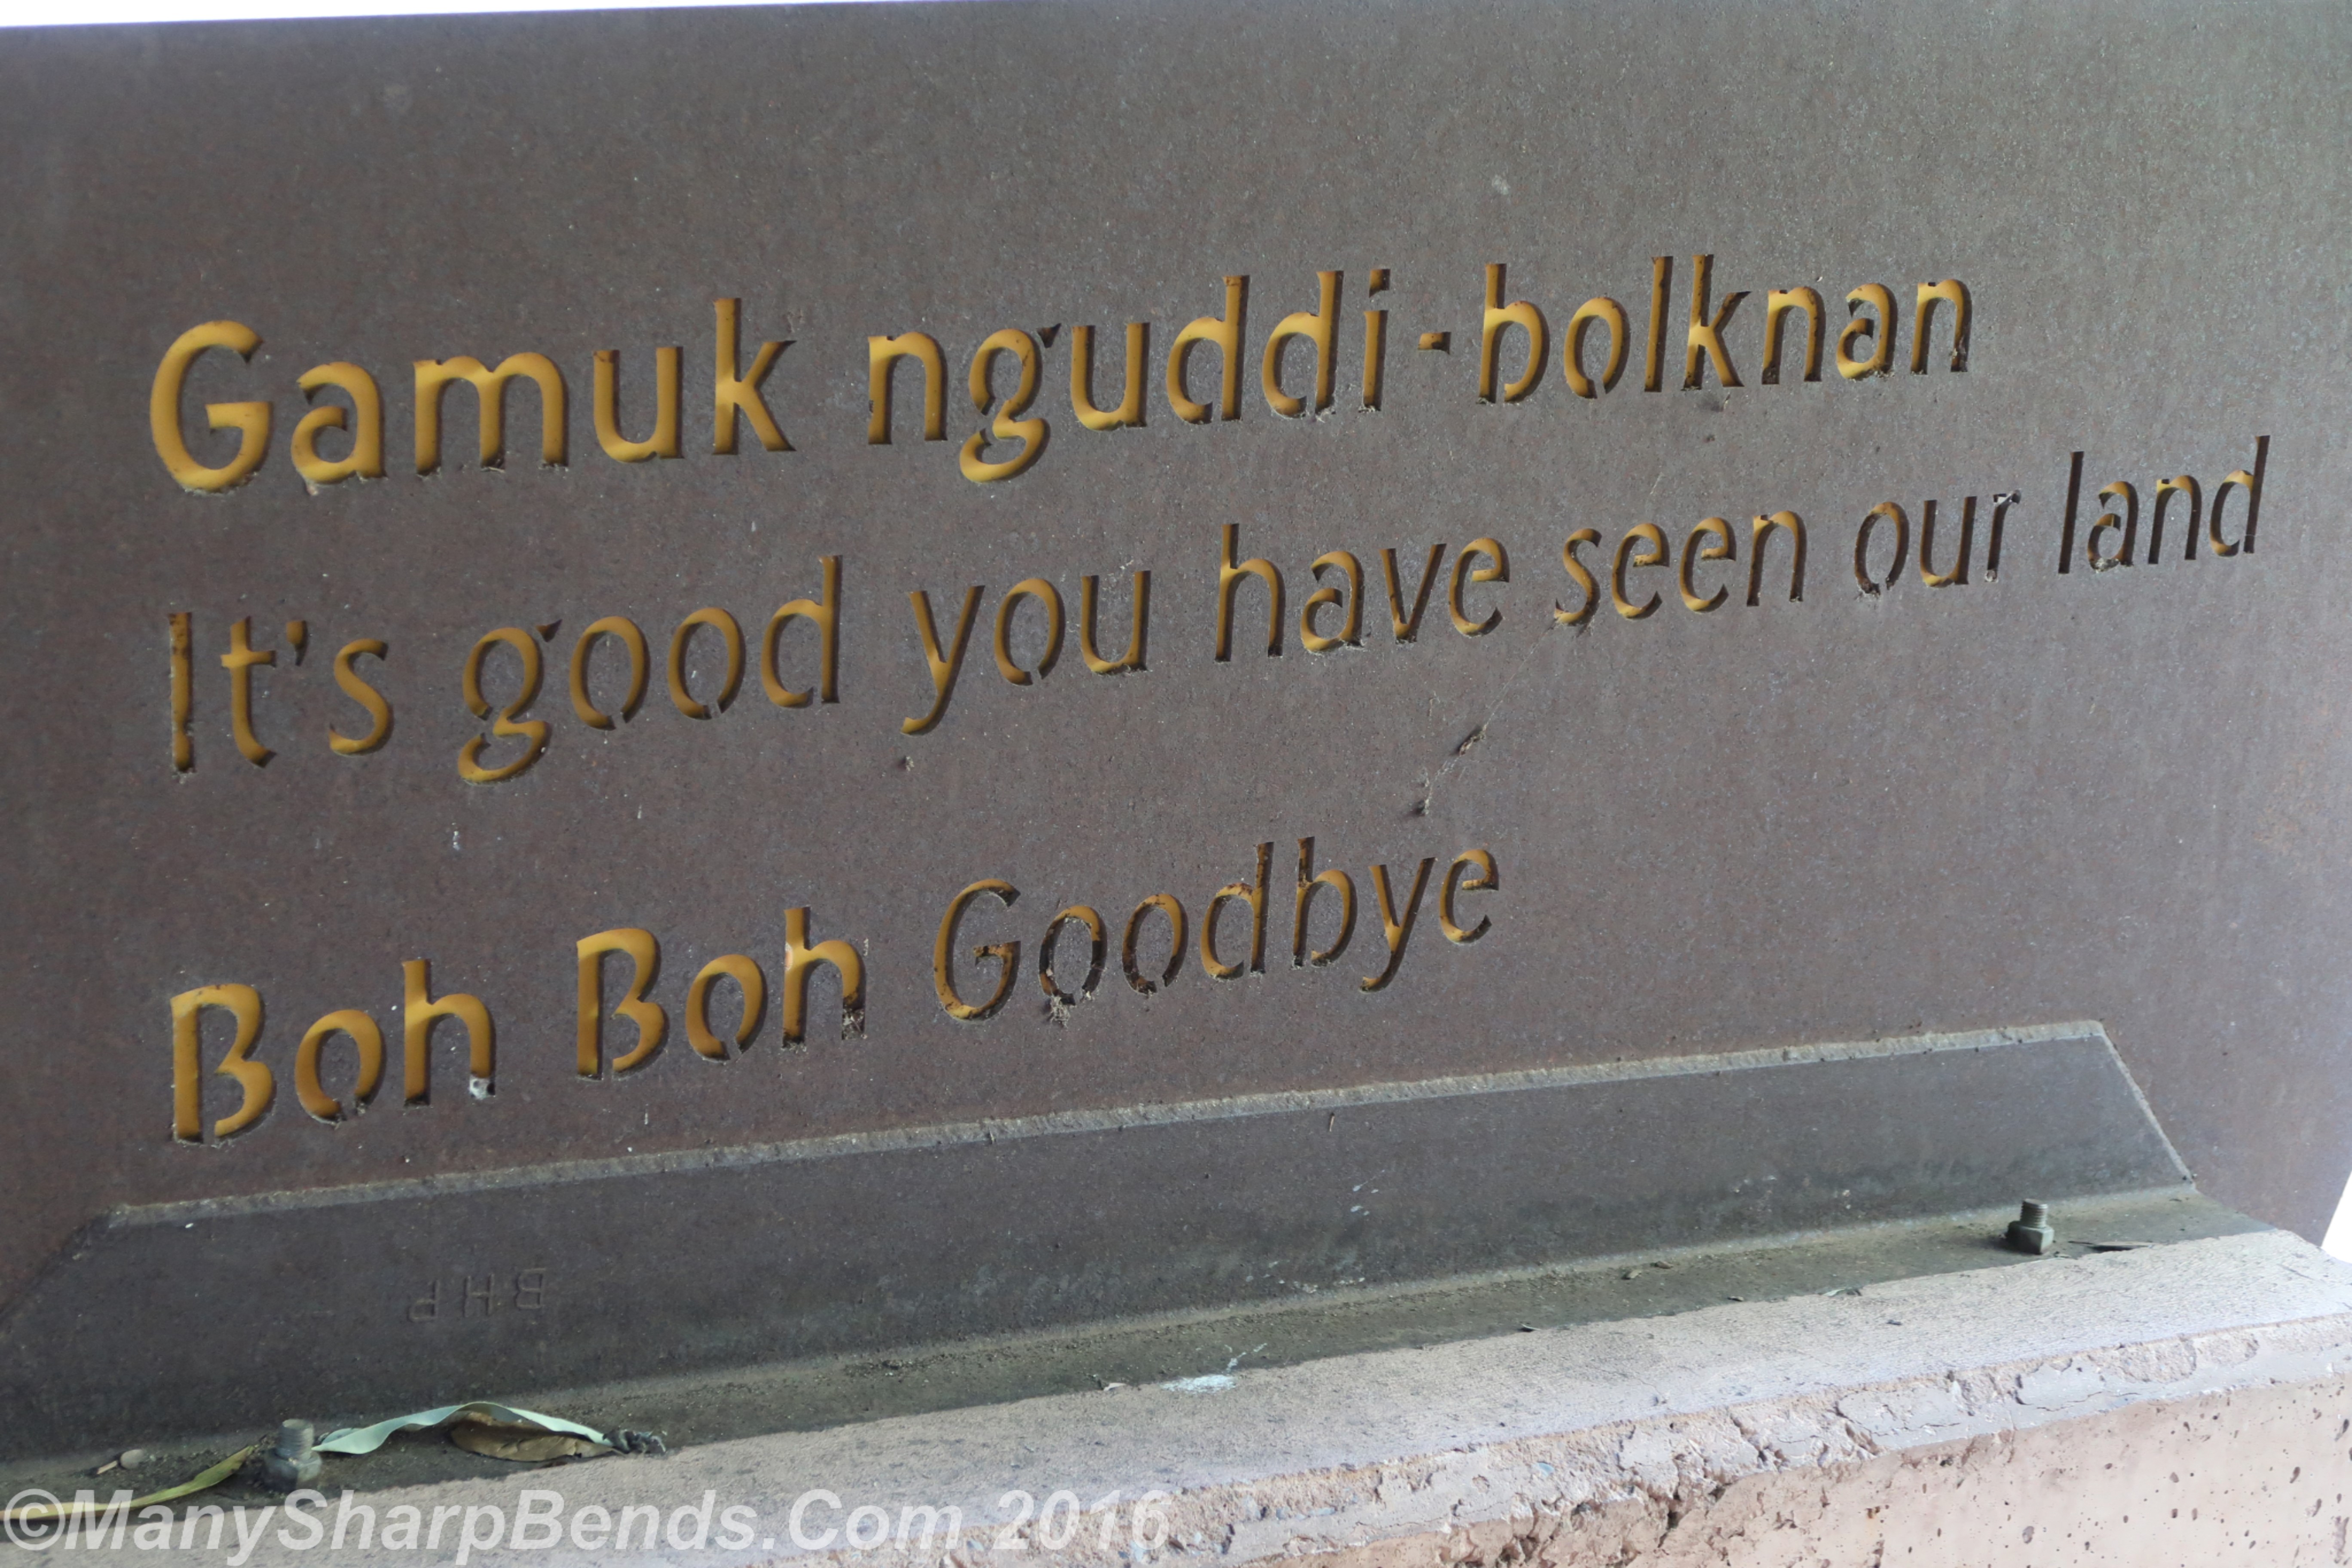 Gamuk nguddi-bolknan
It's good you have seen our land
Boh Boh Goodbye
BHP
©ManySharpBends.Com 2016